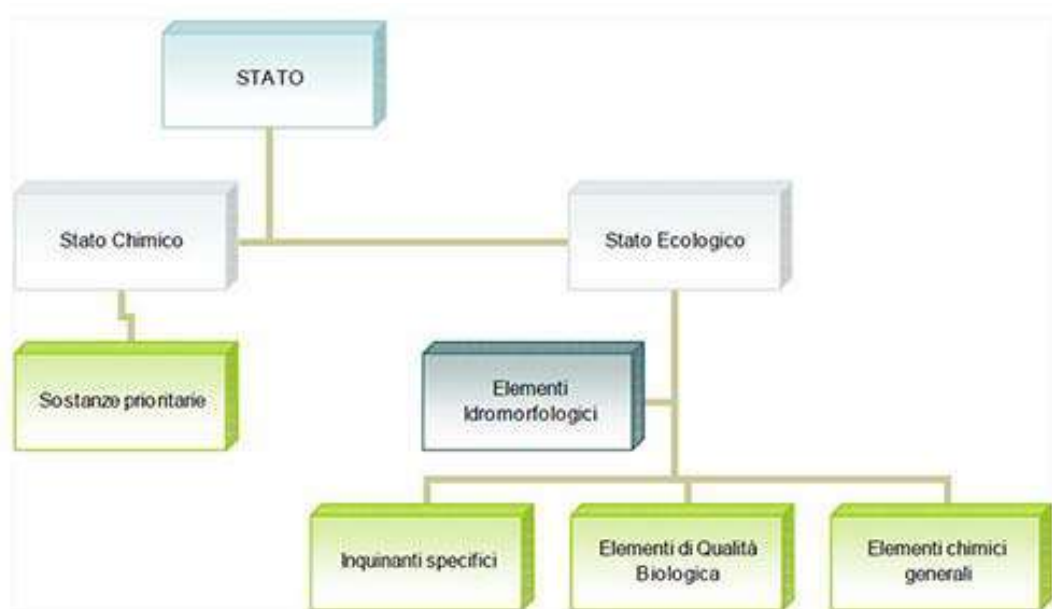 STATO
Stato Chimico
Stato Ecologico
Sostanze prioritarie
Elementi
Idromorfologici
Inquinanti specifici
Elementi di Qualità
Biologica
Elementi chimici
generali